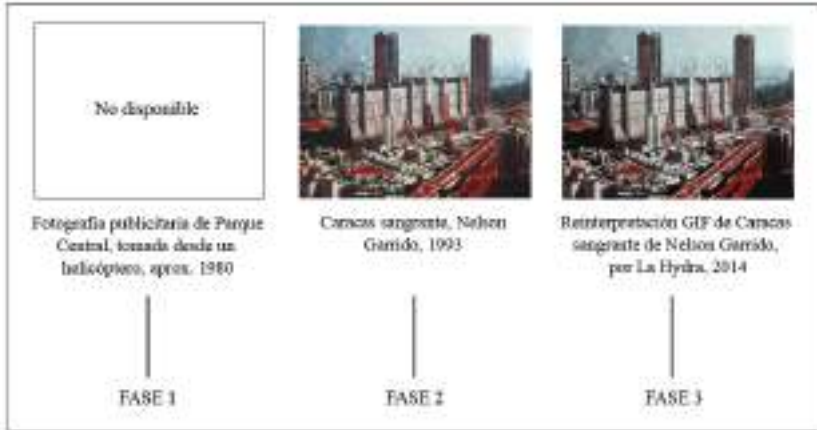 No disponible
Fotografía publicitaria de Parque
Central, tomada desde un
helicóptero, aprox. 1980
Caracas sangrante, Nelson
Garrido, 1993
Reinterpretación GIF de Caracas
sangrante de Nelson Garrido,
por La Hydra, 2014
FASE 1
FASE 2
FASE 3